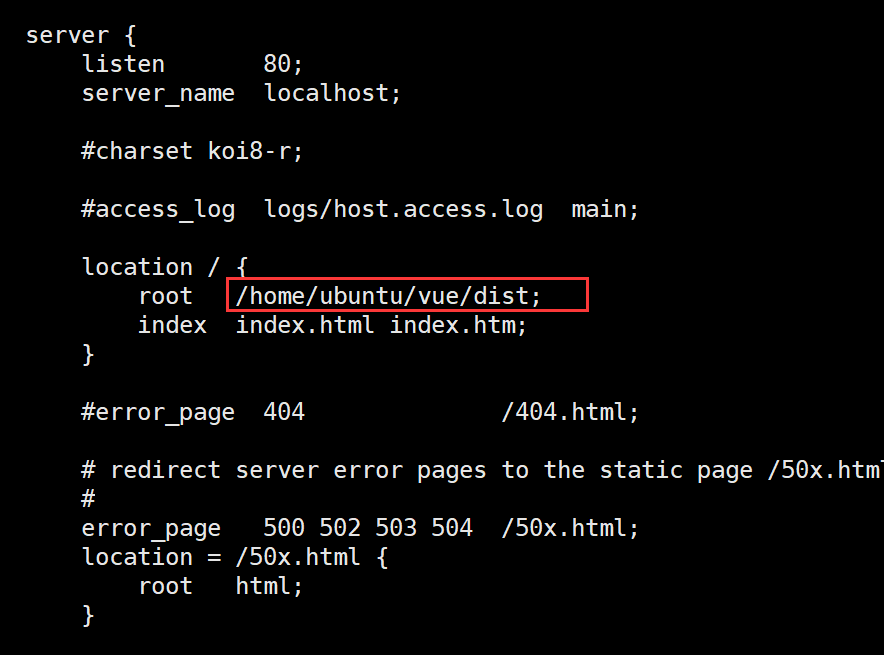 server {
    listen       80;
    server_name  localhost;

    #charset koi8-r;

    #access_log  logs/host.access.log  main;

    location / {
        root   /home/ubuntu/vue/dist;
        index  index.html index.htm;
    }

    #error_page  404              /404.html;

    # redirect server error pages to the static page /50x.html
    #
    error_page   500 502 503 504  /50x.html;
    location = /50x.html {
        root   html;
    }